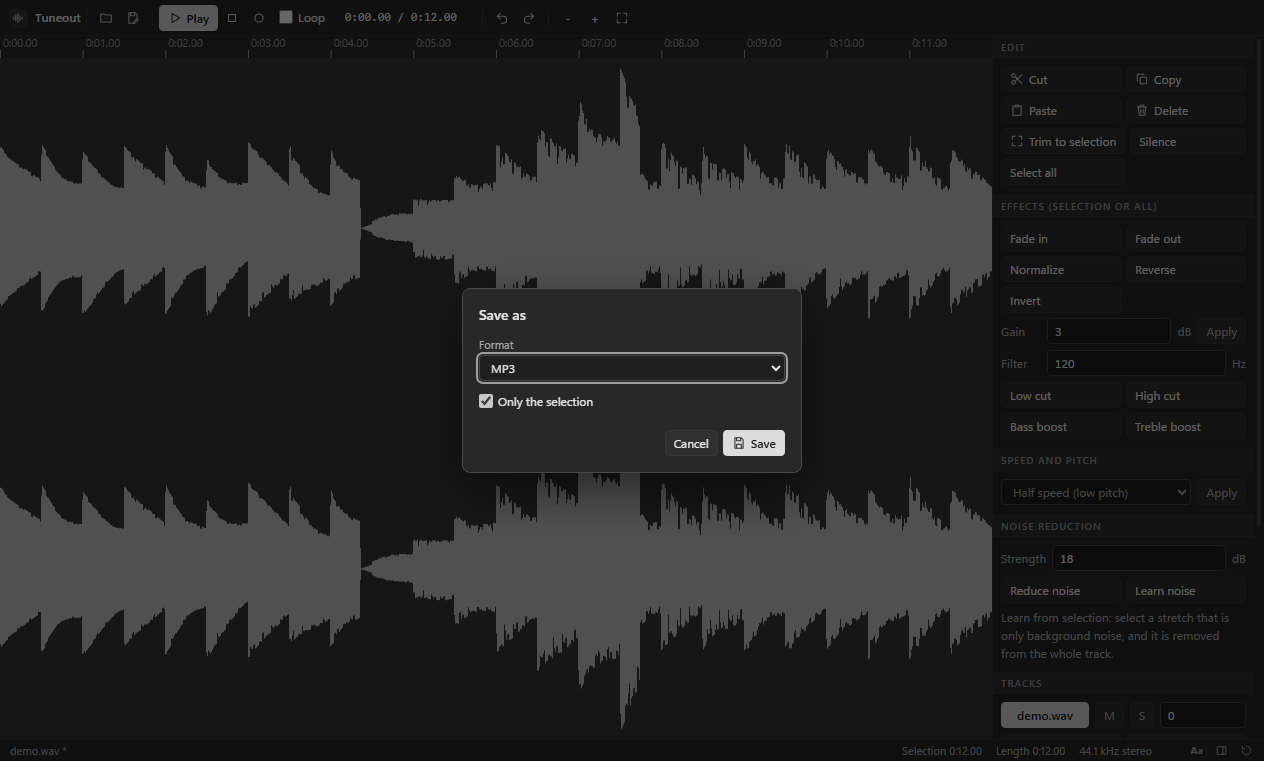 Tuneout Play Loop 0:00.00 / 0:12.00 - +
0:00.00 0:01.00 0:02.00 0:03.00 0:04.00 0:05.00 0:06.00 0:07.00 0:08.00 0:09.00 0:10.00 0:11.00
EDIT
Cut Copy
Paste Delete
Trim to selection Silence
Select all
EFFECTS (SELECTION OR ALL)
Fade in Fade out
Normalize Reverse
Invert
Gain 3 dB Apply
Filter 120 Hz
Low cut High cut
Bass boost Treble boost
SPEED AND PITCH
Half speed (low pitch) Apply
NOISE REDUCTION
Strength 18 dB
Reduce noise Learn noise
Learn from selection: select a stretch that is
only background noise, and it is removed
from the whole track.
TRACKS
demo.wav M S 0
Save as
Format
MP3
Only the selection
Cancel Save
demo.wav * Selection 0:12.00 Length 0:12.00 44.1 kHz stereo Aa